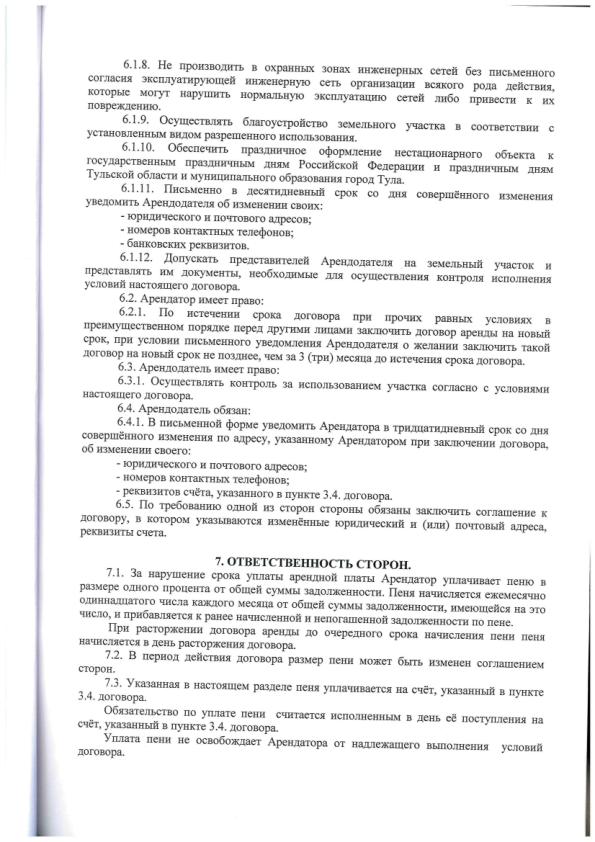 6.1.8. Не производить в охранных зонах инженерных сетей без письменного
согласия эксплуатирующей инженерную сеть организации всякого рода действия,
которые могут нарушить нормальную эксплуатацию сетей либо привести к их
повреждению.
6.1.9. Осуществлять благоустройство земельного участка в соответствии с
установленным видом разрешенного использования.
6.1.10. Обеспечить праздничное оформление нестационарного объекта к
государственным праздничным дням Российской Федерации и праздничным дням
Тульской области и муниципального образования город Тула.
6.1.11. Письменно в десятидневный срок со дня совершённого изменения
уведомить Арендодателя об изменении своих:
- юридического и почтового адресов;
- номеров контактных телефонов;
- банковских реквизитов.
6.1.12. Допускать представителей Арендодателя на земельный участок и
представлять им документы, необходимые для осуществления контроля исполнения
условий настоящего договора.
6.2. Арендатор имеет право:
6.2.1. По истечении срока договора при прочих равных условиях в
преимущественном порядке перед другими лицами заключить договор аренды на новый
срок, при условии письменного уведомления Арендодателя о желании заключить такой
договор на новый срок не позднее, чем за 3 (три) месяца до истечения срока договора.
6.3. Арендодатель имеет право:
6.3.1. Осуществлять контроль за использованием участка согласно с условиями
настоящего договора.
6.4. Арендодатель обязан:
6.4.1. В письменной форме уведомить Арендатора в тридцатидневный срок со дня
совершённого изменения по адресу, указанному Арендатором при заключении договора,
об изменении своего:
- юридического и почтового адресов;
- номеров контактных телефонов;
- реквизитов счёта, указанного в пункте 3.4. договора.
6.5. По требованию одной из сторон стороны обязаны заключить соглашение к
договору, в котором указываются изменённые юридический и (или) почтовый адреса,
реквизиты счета.
7. ОТВЕТСТВЕННОСТЬ СТОРОН.
7.1. За нарушение срока уплаты арендной платы Арендатор уплачивает пеню в
размере одного процента от общей суммы задолженности. Пеня начисляется ежемесячно
одиннадцатого числа каждого месяца от общей суммы задолженности, имеющейся на это
число, и прибавляется к ранее начисленной и непогашенной задолженности по пене.
При расторжении договора аренды до очередного срока начисления пени пеня
начисляется в день расторжения договора.
7.2. В период действия договора размер пени может быть изменен соглашением
сторон.
7.3. Указанная в настоящем разделе пеня уплачивается на счёт, указанный в пункте
3.4. договора.
Обязательство по уплате пени считается исполненным в день её поступления на
счёт, указанный в пункте 3.4. договора.
Уплата пени не освобождает Арендатора от надлежащего выполнения условий
договора.